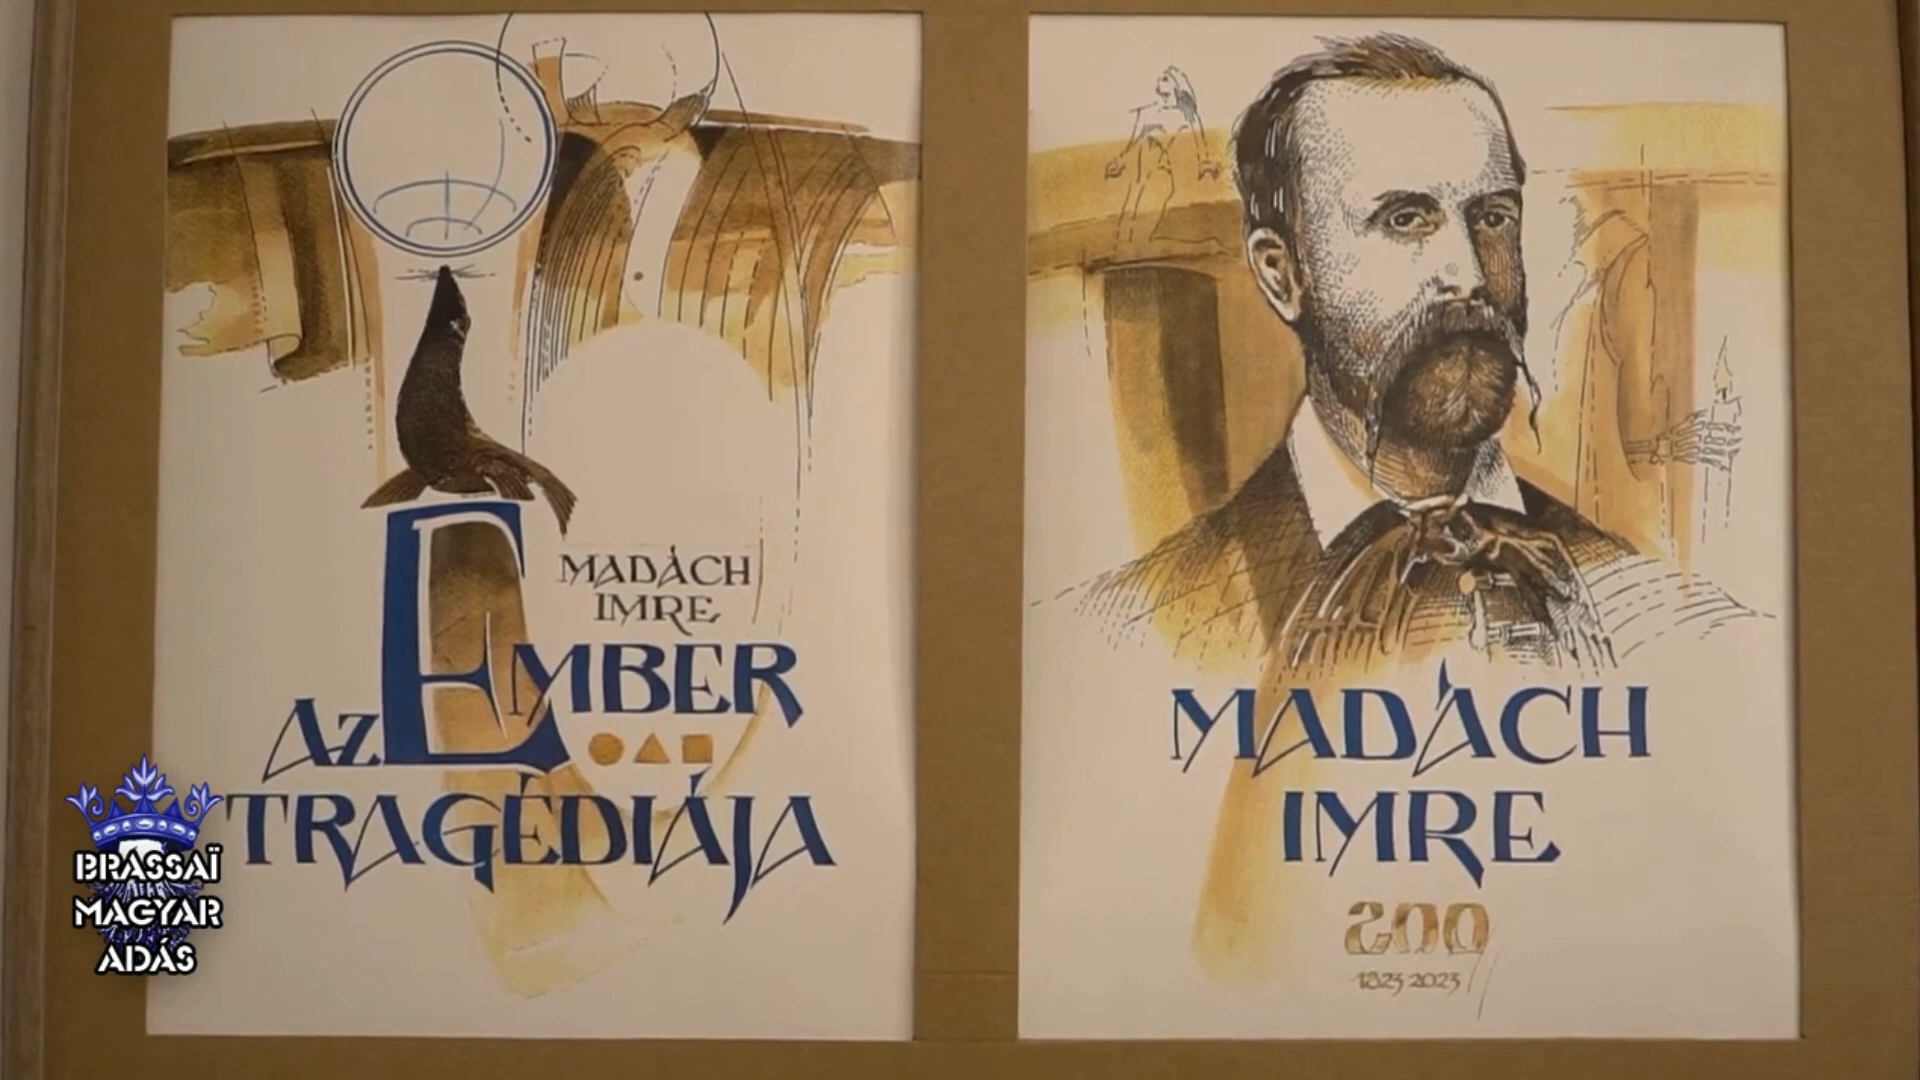 MADÁCH
IMRE
AZ EMBER
TRAGÉDIÁJA
MADÁCH
IMRE
200
1823 2023
BRASSAÏ
MAGYAR
ADÁS